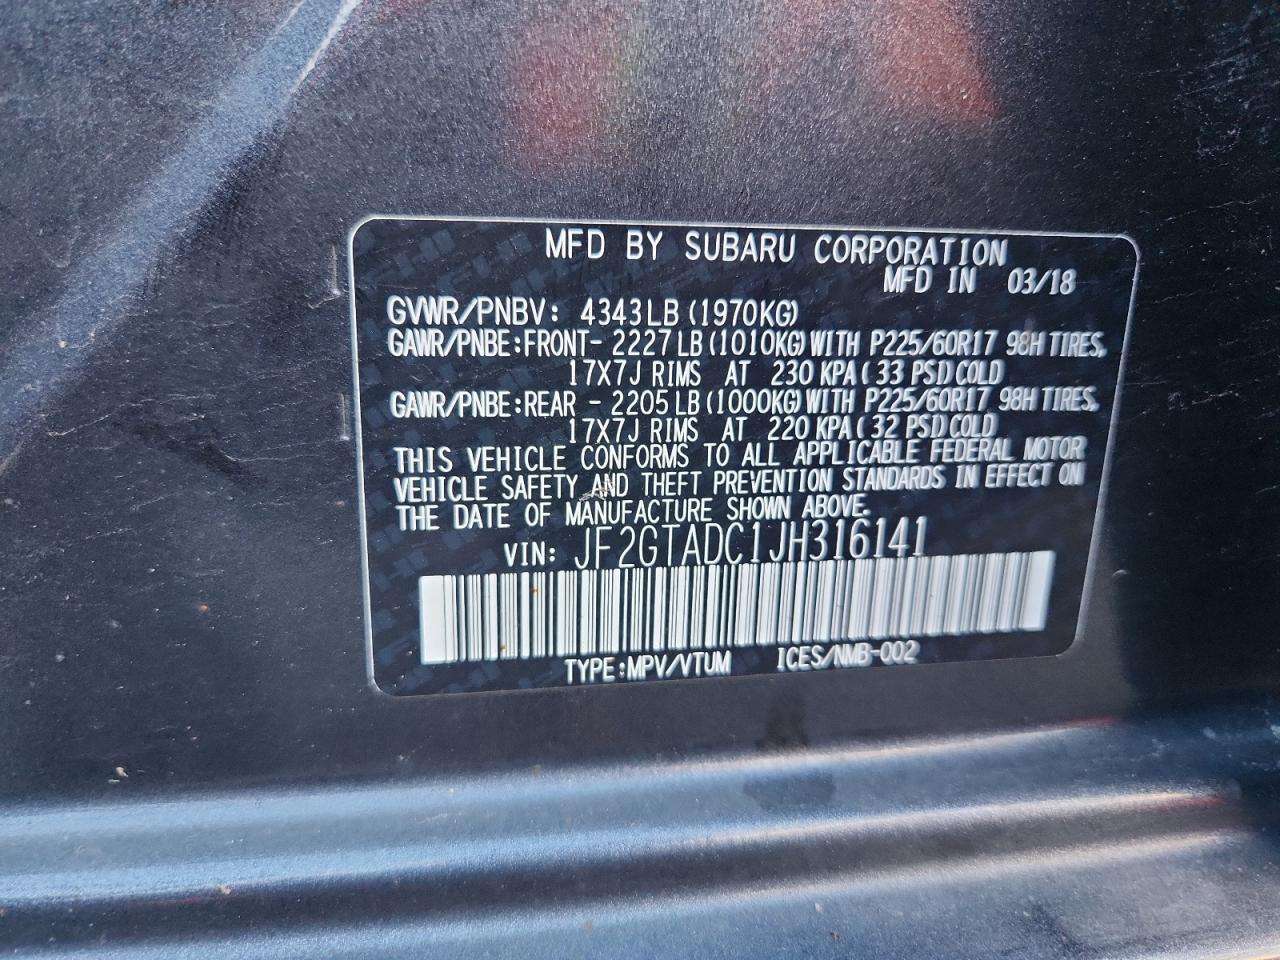 MFD BY SUBARU CORPORATION
MFD IN 03/18
GVWR/PNBV: 4343LB (1970KG)
GAWR/PNBE:FRONT- 2227LB (1010KG) WITH P225/60R17 98H TIRES,
17X7J RIMS AT 230 KPA (33 PSI) COLD
GAWR/PNBE:REAR - 2205LB (1000KG) WITH P225/60R17 98H TIRES,
17X7J RIMS AT 220 KPA (32 PSI) COLD
THIS VEHICLE CONFORMS TO ALL APPLICABLE FEDERAL MOTOR
VEHICLE SAFETY AND THEFT PREVENTION STANDARDS IN EFFECT ON
THE DATE OF MANUFACTURE SHOWN ABOVE.
VIN: JF2GTADC1JH316141
TYPE:MPV/VTUM ICES/NMB-002